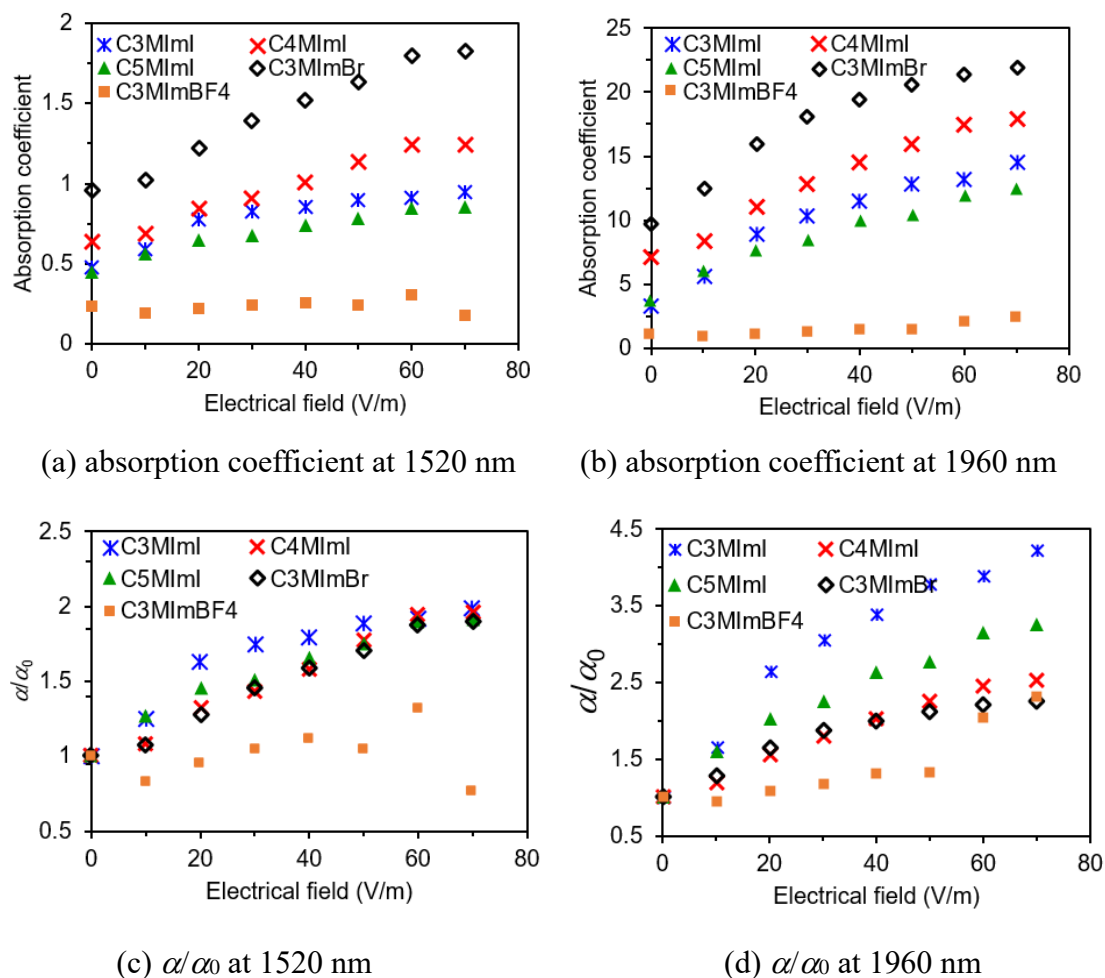 Absorption coefficient
2
1.5
1
0.5
0
C3MImI
C4MImI
C5MImI
C3MImBr
C3MImBF4
0 20 40 60 80
Electrical field (V/m)
(a) absorption coefficient at 1520 nm
Absorption coefficient
25
20
15
10
5
0
C3MImI
C4MImI
C5MImI
C3MImBr
C3MImBF4
0 20 40 60 80
Electrical field (V/m)
(b) absorption coefficient at 1960 nm
α/α0
2.5
2
1.5
1
0.5
C3MImI
C4MImI
C5MImI
C3MImBr
C3MImBF4
0 20 40 60 80
Electrical field (V/m)
(c) α/α0 at 1520 nm
α/α0
4.5
3.5
2.5
1.5
0.5
C3MImI
C4MImI
C5MImI
C3MImBr
C3MImBF4
0 20 40 60 80
Electrical field (V/m)
(d) α/α0 at 1960 nm